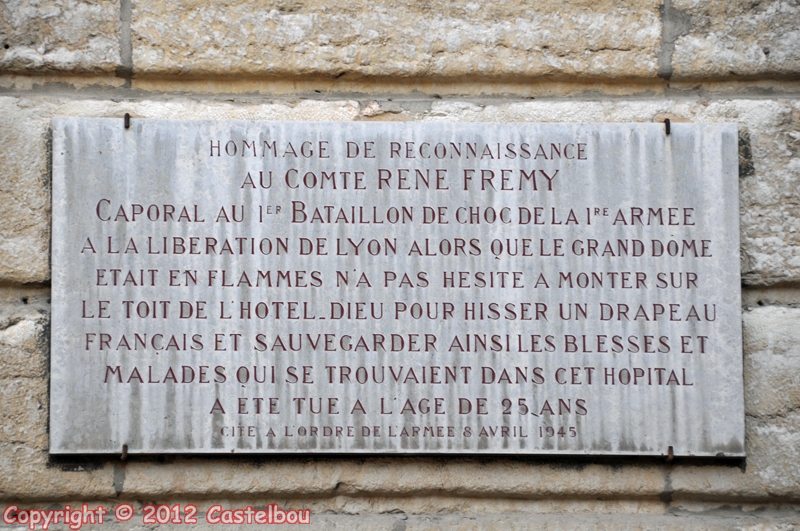 HOMMAGE DE RECONNAISSANCE
AU COMTE RENE FREMY
CAPORAL AU 1ER BATAILLON DE CHOC DE LA 1RE ARMEE
A LA LIBERATION DE LYON ALORS QUE LE GRAND DOME
ETAIT EN FLAMMES N'A PAS HESITE A MONTER SUR
LE TOIT DE L'HOTEL-DIEU POUR HISSER UN DRAPEAU
FRANCAIS ET SAUVEGARDER AINSI LES BLESSES ET
MALADES QUI SE TROUVAIENT DANS CET HOPITAL
A ETE TUE A L'AGE DE 25 ANS
CITE A L'ORDRE DE L'ARMEE 8 AVRIL 1945
Copyright © 2012 Castelbou